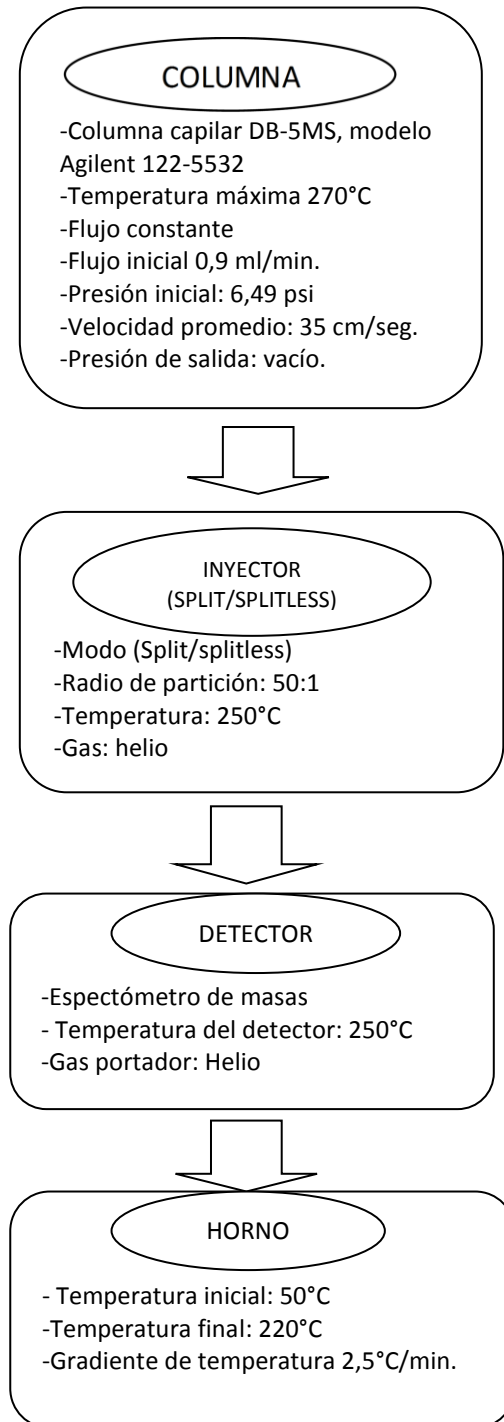 COLUMNA
-Columna capilar DB-5MS, modelo
Agilent 122-5532
-Temperatura máxima 270°C
-Flujo constante
-Flujo inicial 0,9 ml/min.
-Presión inicial: 6,49 psi
-Velocidad promedio: 35 cm/seg.
-Presión de salida: vacío.
INYECTOR
(SPLIT/SPLITLESS)
-Modo (Split/splitless)
-Radio de partición: 50:1
-Temperatura: 250°C
-Gas: helio
DETECTOR
-Espectómetro de masas
- Temperatura del detector: 250°C
-Gas portador: Helio
HORNO
- Temperatura inicial: 50°C
-Temperatura final: 220°C
-Gradiente de temperatura 2,5°C/min.